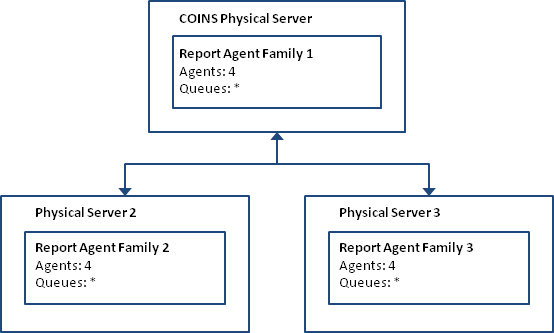 COINS Physical Server
Report Agent Family 1
Agents: 4
Queues: *
Physical Server 2
Report Agent Family 2
Agents: 4
Queues: *
Physical Server 3
Report Agent Family 3
Agents: 4
Queues: *